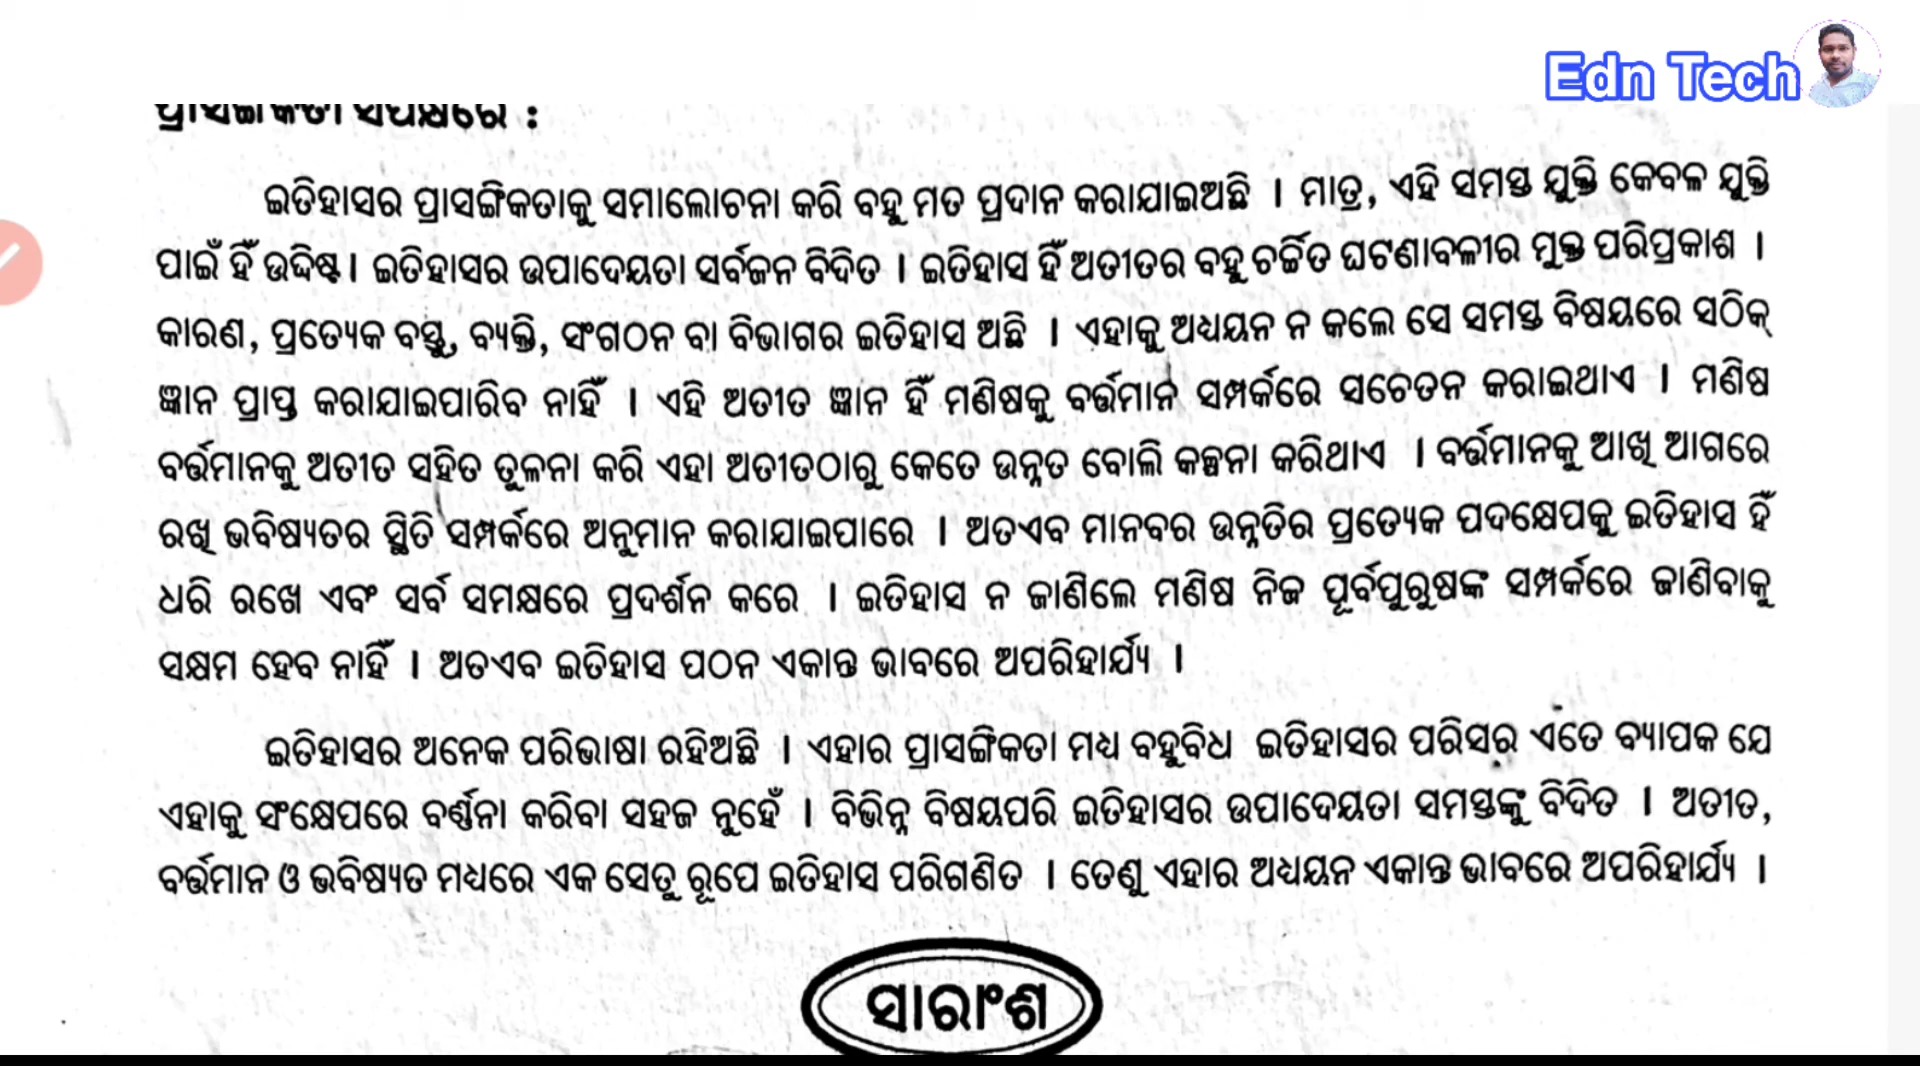 Edn Tech
ପ୍ରାସଙ୍ଗିକତା ସପକ୍ଷରେ :
ଇତିହାସର ପ୍ରାସଙ୍ଗିକତାକୁ ସମାଲୋଚନା କରି ବହୁ ମତ ପ୍ରଦାନ କରାଯାଇଅଛି । ମାତ୍ର, ଏହି ସମସ୍ତ ଯୁକ୍ତି କେବଳ ଯୁକ୍ତି
ପାଇଁ ହିଁ ଉଦ୍ଦିଷ୍ଟ। ଇତିହାସର ଉପାଦେୟତା ସର୍ବଜନ ବିଦିତ । ଇତିହାସ ହିଁ ଅତୀତର ବହୁ ଚର୍ଚ୍ଚିତ ଘଟଣାବଳୀର ମୁକ୍ତ ପରିପ୍ରକାଶ ।
କାରଣ, ପ୍ରତ୍ୟେକ ବସ୍ତୁ, ବ୍ୟକ୍ତି, ସଂଗଠନ ବା ବିଭାଗର ଇତିହାସ ଅଛି । ଏହାକୁ ଅଧ୍ୟୟନ ନ କଲେ ସେ ସମସ୍ତ ବିଷୟରେ ସଠିକ୍
ଜ୍ଞାନ ପ୍ରାପ୍ତ କରାଯାଇପାରିବ ନାହିଁ । ଏହି ଅତୀତ ଜ୍ଞାନ ହିଁ ମଣିଷକୁ ବର୍ତ୍ତମାନ ସମ୍ପର୍କରେ ସଚେତନ କରାଇଥାଏ । ମଣିଷ
ବର୍ତ୍ତମାନକୁ ଅତୀତ ସହିତ ତୁଳନା କରି ଏହା ଅତୀତଠାରୁ କେତେ ଉନ୍ନତ ବୋଲି କଳ୍ପନା କରିଥାଏ । ବର୍ତ୍ତମାନକୁ ଆଖି ଆଗରେ
ରଖି ଭବିଷ୍ୟତର ସ୍ଥିତି ସମ୍ପର୍କରେ ଅନୁମାନ କରାଯାଇପାରେ । ଅତଏବ ମାନବର ଉନ୍ନତିର ପ୍ରତ୍ୟେକ ପଦକ୍ଷେପକୁ ଇତିହାସ ହିଁ
ଧରି ରଖେ ଏବଂ ସର୍ବ ସମକ୍ଷରେ ପ୍ରଦର୍ଶନ କରେ । ଇତିହାସ ନ ଜାଣିଲେ ମଣିଷ ନିଜ ପୂର୍ବପୁରୁଷଙ୍କ ସମ୍ପର୍କରେ ଜାଣିବାକୁ
ସକ୍ଷମ ହେବ ନାହିଁ । ଅତଏବ ଇତିହାସ ପଠନ ଏକାନ୍ତ ଭାବରେ ଅପରିହାର୍ଯ୍ୟ ।
ଇତିହାସର ଅନେକ ପରିଭାଷା ରହିଅଛି । ଏହାର ପ୍ରାସଙ୍ଗିକତା ମଧ୍ୟ ବହୁବିଧ ଇତିହାସର ପରିସର ଏତେ ବ୍ୟାପକ ଯେ
ଏହାକୁ ସଂକ୍ଷେପରେ ବର୍ଣ୍ଣନା କରିବା ସହଜ ନୁହେଁ । ବିଭିନ୍ନ ବିଷୟପରି ଇତିହାସର ଉପାଦେୟତା ସମସ୍ତଙ୍କୁ ବିଦିତ । ଅତୀତ,
ବର୍ତ୍ତମାନ ଓ ଭବିଷ୍ୟତ ମଧ୍ୟରେ ଏକ ସେତୁ ରୂପେ ଇତିହାସ ପରିଗଣିତ । ତେଣୁ ଏହାର ଅଧ୍ୟୟନ ଏକାନ୍ତ ଭାବରେ ଅପରିହାର୍ଯ୍ୟ ।
ସାରାଂଶ